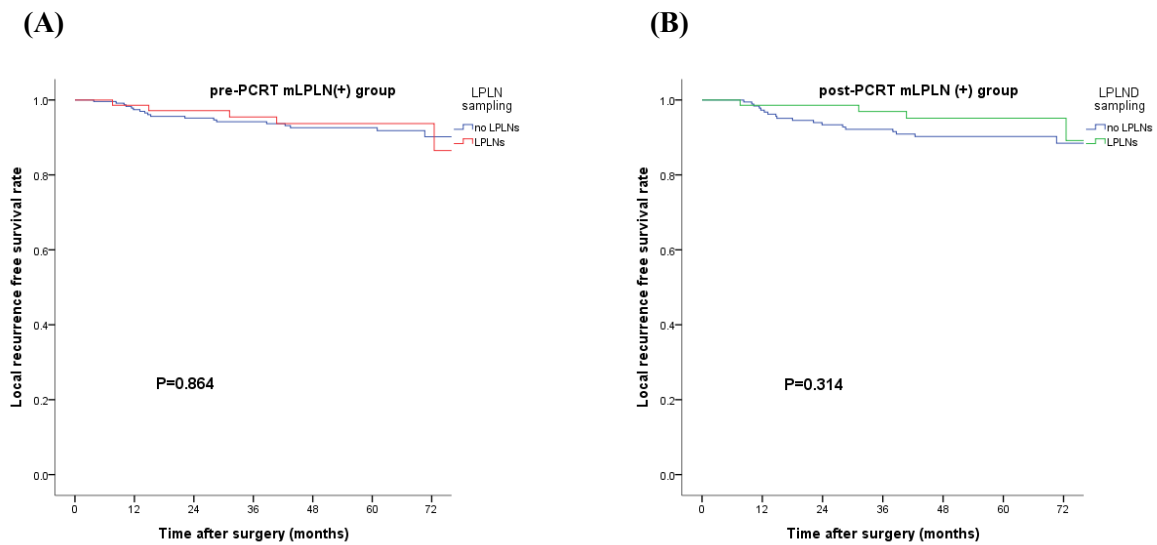 (A)
pre-PCRT mLPLN(+) group
LPLN
sampling
no LPLNs
LPLNs
Local recurrence free survival rate
1.0
0.8
0.6
0.4
0.2
0.0
P=0.864
0 12 24 36 48 60 72
Time after surgery (months)
(B)
post-PCRT mLPLN (+) group
LPLND
sampling
no LPLNs
LPLNs
Local recurrence free survival rate
1.0
0.8
0.6
0.4
0.2
0.0
P=0.314
0 12 24 36 48 60 72
Time after surgery (months)